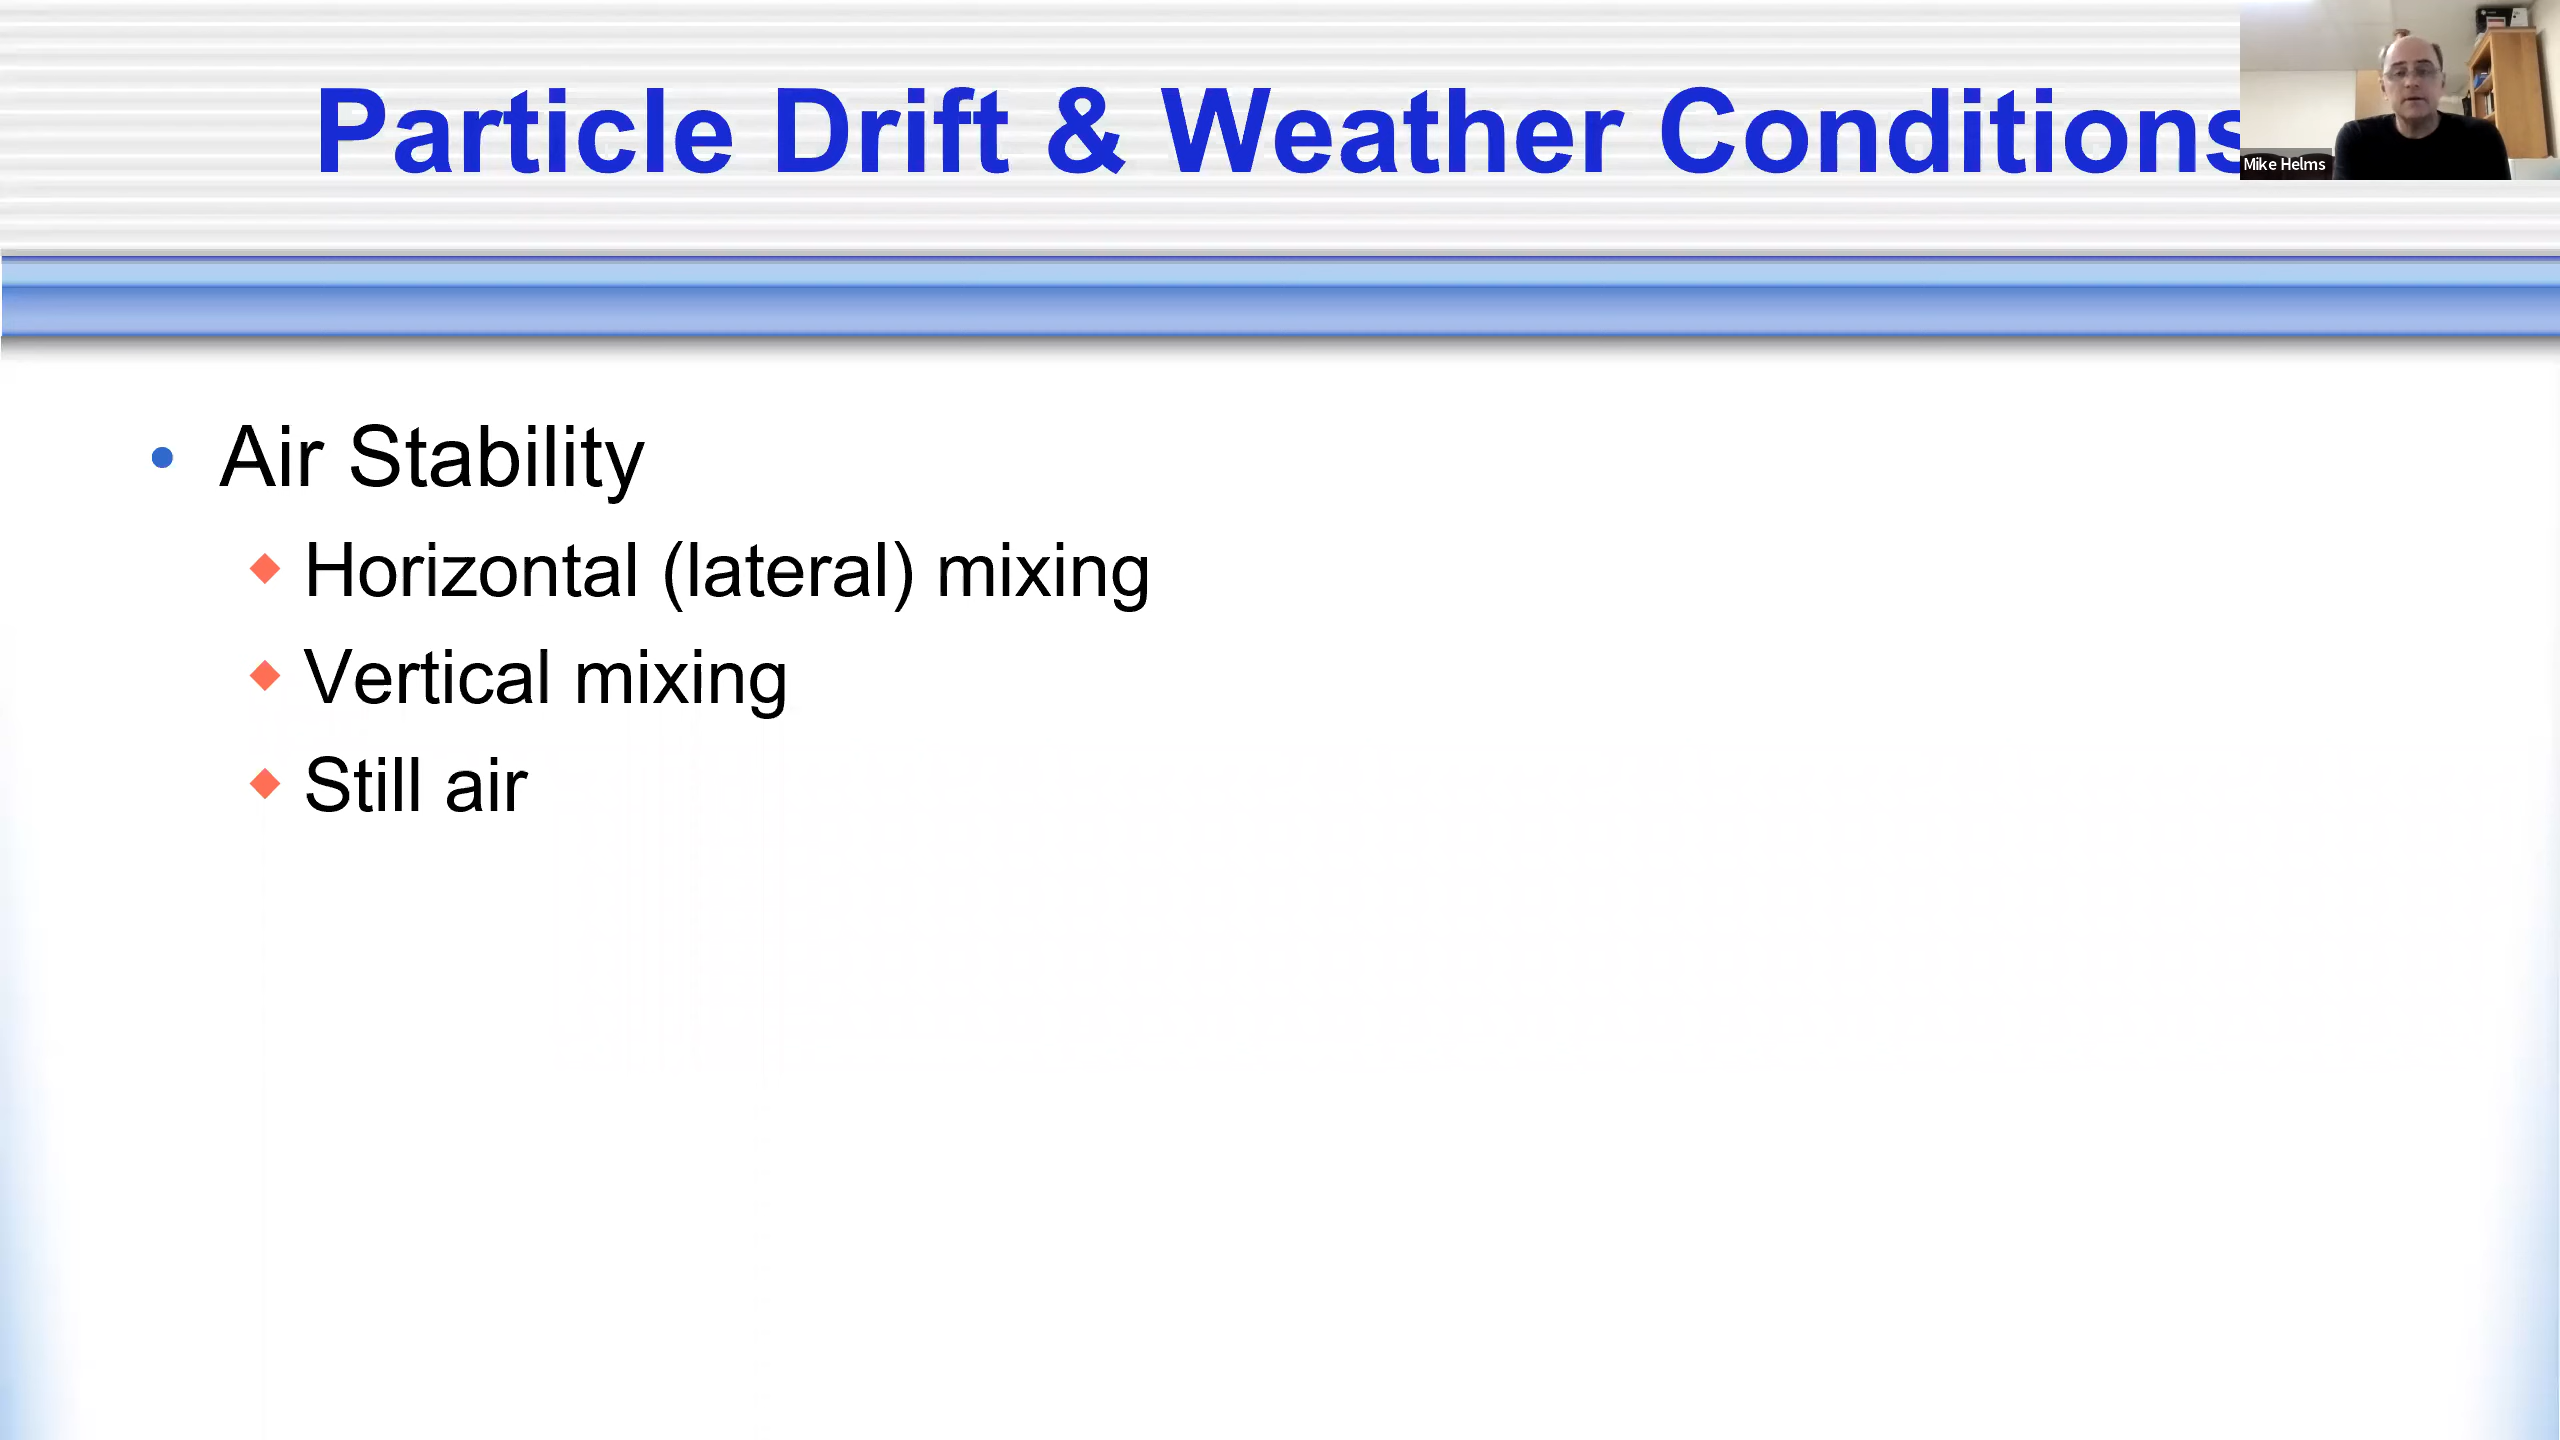 Particle Drift & Weather Conditions
Mike Helms
• Air Stability
◆ Horizontal (lateral) mixing
◆ Vertical mixing
◆ Still air